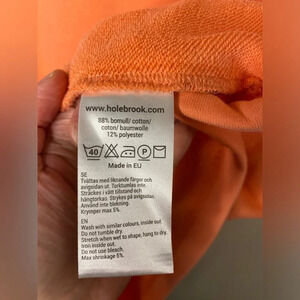 www.holebrook.com
88% bomull/ cotton/
coton/ baumwolle
12% polyester
40 P
Made in EU
SE
Tvättas med liknande färger och
avigsidan ut. Torktumlas inte.
Sträckes i vått tillstånd och
hängtorkas. Strykes på avigsidan.
Använd inte blekning.
Krymper max 5%.
EN
Wash with similar colours, inside out.
Do not tumble dry.
Stretch when wet to shape, hang to dry.
Iron inside out.
Do not use bleach.
Max shrinkage 5%.